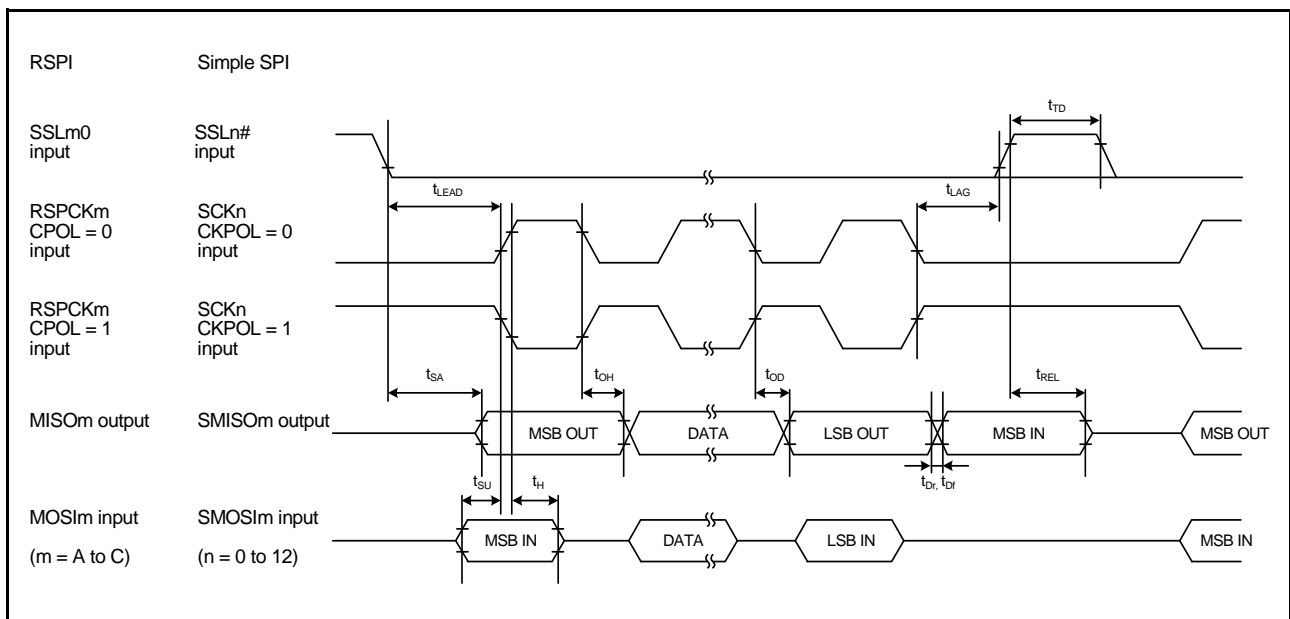 RSPI Simple SPI
SSLm0 SSLn#
input input
tTD
tLEAD
tLAG
RSPCKm SCKn
CPOL = 0 CKPOL = 0
input input
RSPCKm SCKn
CPOL = 1 CKPOL = 1
input input
tSA tOH tOD tREL
MISOm output SMISOm output MSB OUT DATA LSB OUT MSB IN MSB OUT
tSU tH tDr, tDf
MOSIm input SMOSIm input MSB IN DATA LSB IN MSB IN
(m = A to C) (n = 0 to 12)